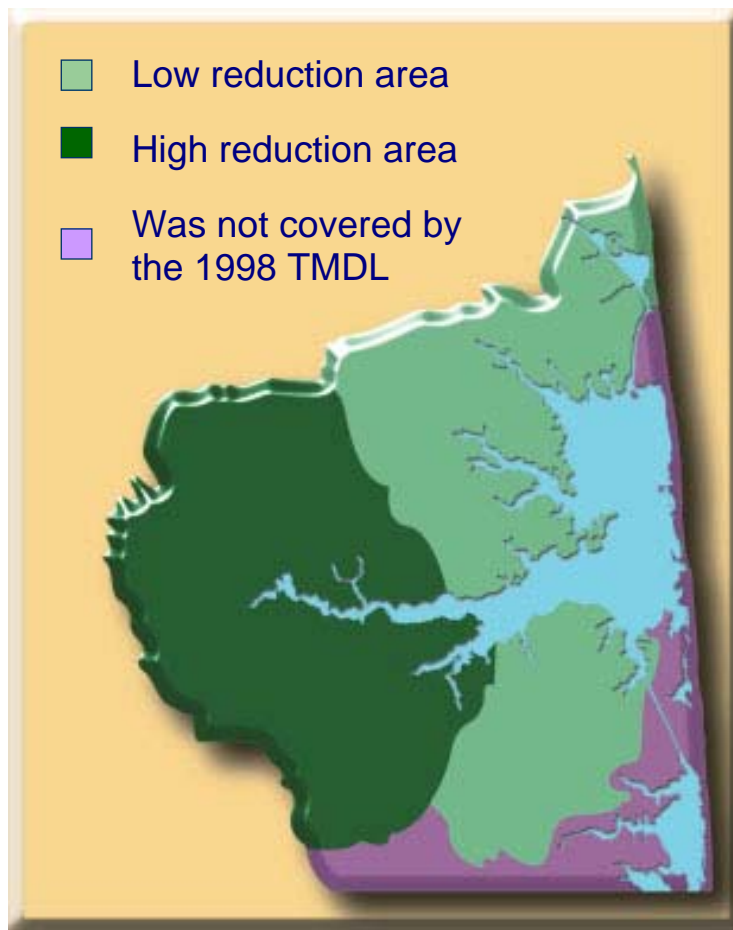 Low reduction area
High reduction area
Was not covered by
the 1998 TMDL